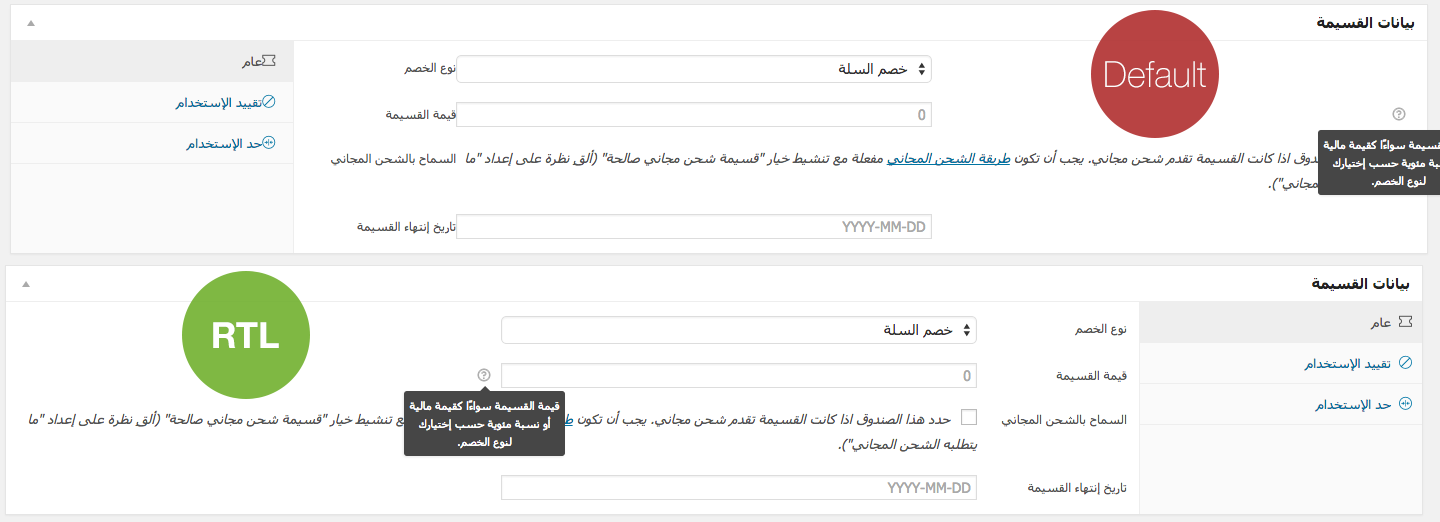 بيانات القسيمة
Default
عام
تقييد الإستخدام
حد الإستخدام
نوع الخصم
خصم السلة
قيمة القسيمة
0
السماح بالشحن المجاني
ندوق اذا كانت القسيمة تقدم شحن مجاني. يجب أن تكون طريقة الشحن المجاني مفعلة مع تنشيط خيار "قسيمة شحن مجاني صالحة" (ألق نظرة على إعداد "ما
المجاني").
قسيمة سواءًا كقيمة مالية
بة مئوية حسب إختيارك
لنوع الخصم.
تاريخ إنتهاء القسيمة
YYYY-MM-DD
بيانات القسيمة
RTL
عام
تقييد الإستخدام
حد الإستخدام
نوع الخصم
خصم السلة
قيمة القسيمة
0
قيمة القسيمة سواءًا كقيمة مالية
أو نسبة مئوية حسب إختيارك
لنوع الخصم.
السماح بالشحن المجاني
حدد هذا الصندوق اذا كانت القسيمة تقدم شحن مجاني. يجب أن تكون مع تنشيط خيار "قسيمة شحن مجاني صالحة" (ألق نظرة على إعداد "ما
يتطلبه الشحن المجاني").
تاريخ إنتهاء القسيمة
YYYY-MM-DD